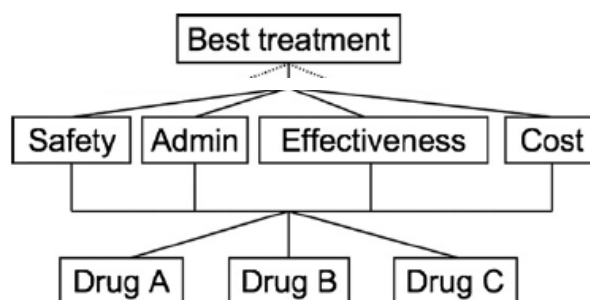 Best treatment
Safety Admin Effectiveness Cost
Drug A Drug B Drug C